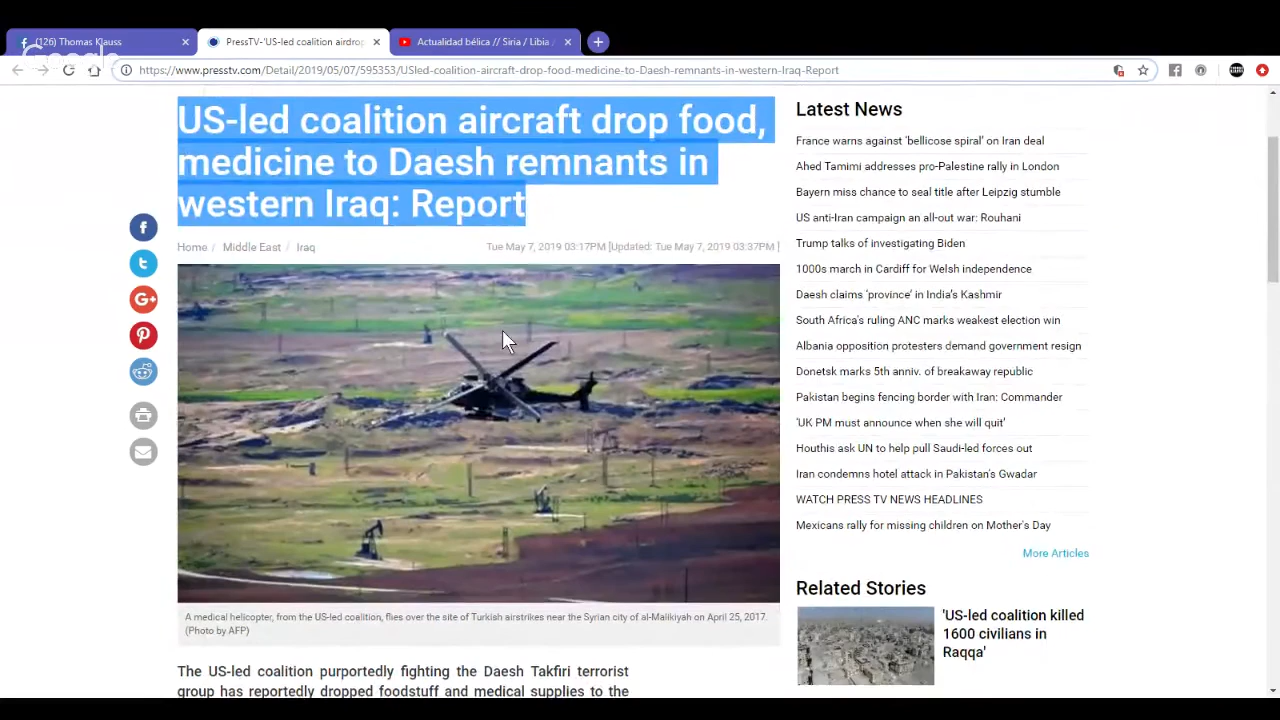 (126) Thomas Klauss
PressTV-'US-led coalition airdrop
Actualidad bélica // Siria / Libia
Google
https://www.presstv.com/Detail/2019/05/07/595353/USled-coalition-aircraft-drop-food-medicine-to-Daesh-remnants-in-western-Iraq-Report
US-led coalition aircraft drop food,
medicine to Daesh remnants in
western Iraq: Report
Home / Middle East / Iraq
Tue May 7, 2019 03:17PM [Updated: Tue May 7, 2019 03:37PM ]
A medical helicopter, from the US-led coalition, flies over the site of Turkish airstrikes near the Syrian city of al-Malikiyah on April 25, 2017.
(Photo by AFP)
The US-led coalition purportedly fighting the Daesh Takfiri terrorist
group has reportedly dropped foodstuff and medical supplies to the
Latest News
France warns against 'bellicose spiral' on Iran deal
Ahed Tamimi addresses pro-Palestine rally in London
Bayern miss chance to seal title after Leipzig stumble
US anti-Iran campaign an all-out war: Rouhani
Trump talks of investigating Biden
1000s march in Cardiff for Welsh independence
Daesh claims 'province' in India's Kashmir
South Africa's ruling ANC marks weakest election win
Albania opposition protesters demand government resign
Donetsk marks 5th anniv. of breakaway republic
Pakistan begins fencing border with Iran: Commander
'UK PM must announce when she will quit'
Houthis ask UN to help pull Saudi-led forces out
Iran condemns hotel attack in Pakistan's Gwadar
WATCH PRESS TV NEWS HEADLINES
Mexicans rally for missing children on Mother's Day
More Articles
Related Stories
'US-led coalition killed
1600 civilians in
Raqqa'